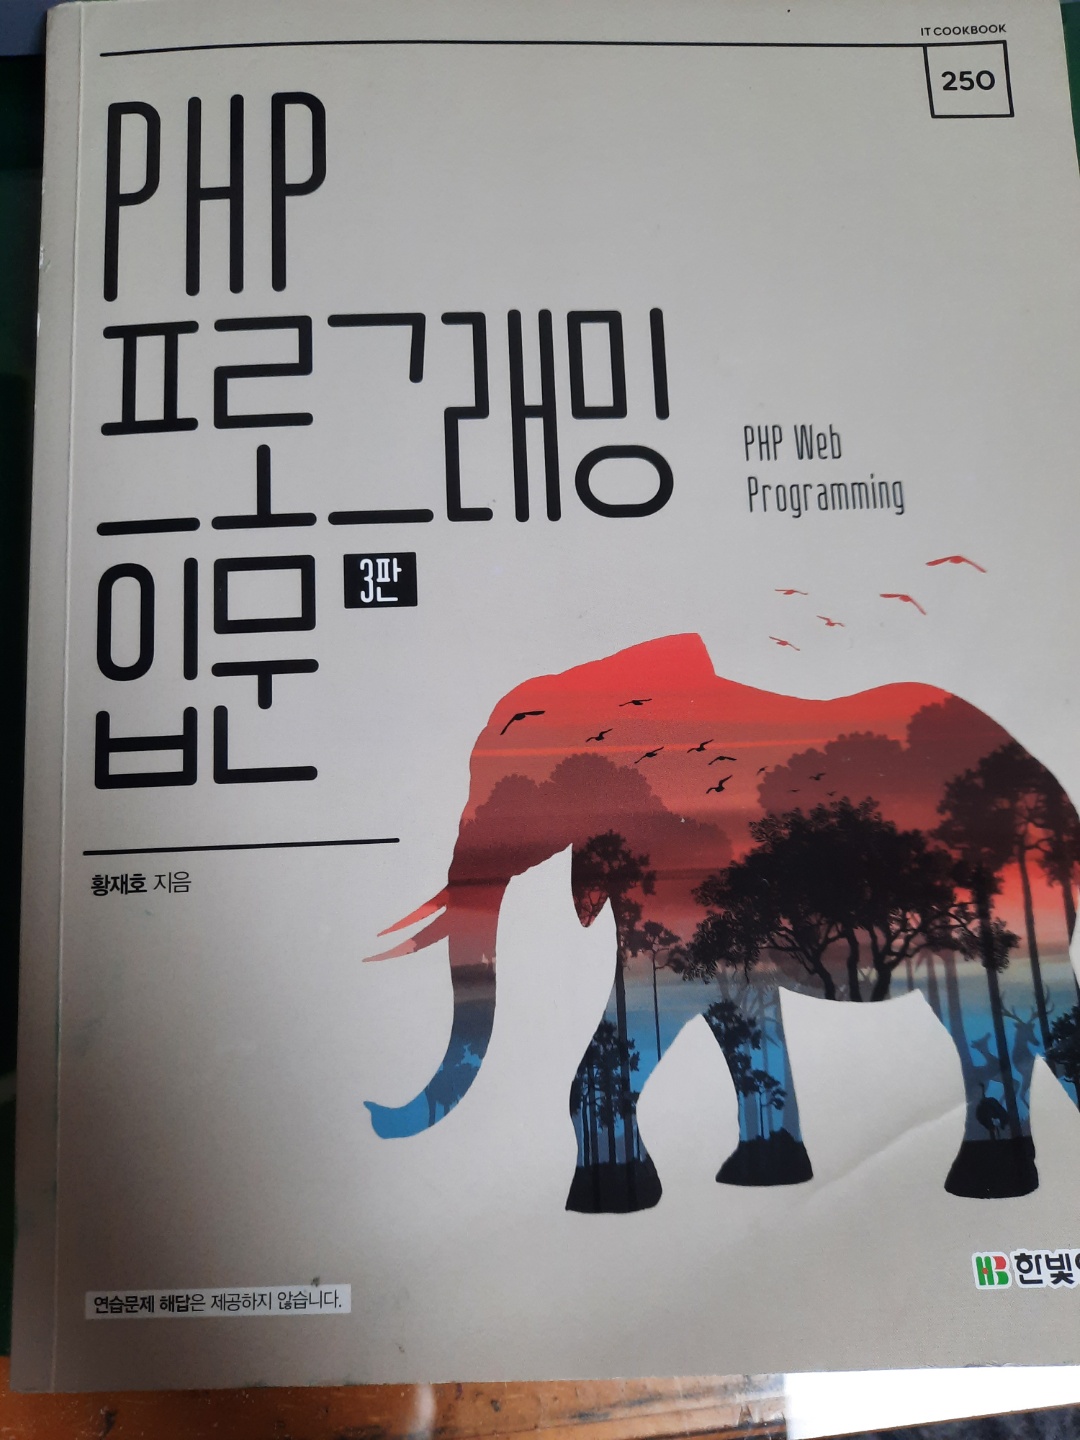 IT COOKBOOK
250
PHP
프로그래밍
입문 3판
PHP Web
Programming
황재호 지음
연습문제 해답은 제공하지 않습니다.
HB 한빛